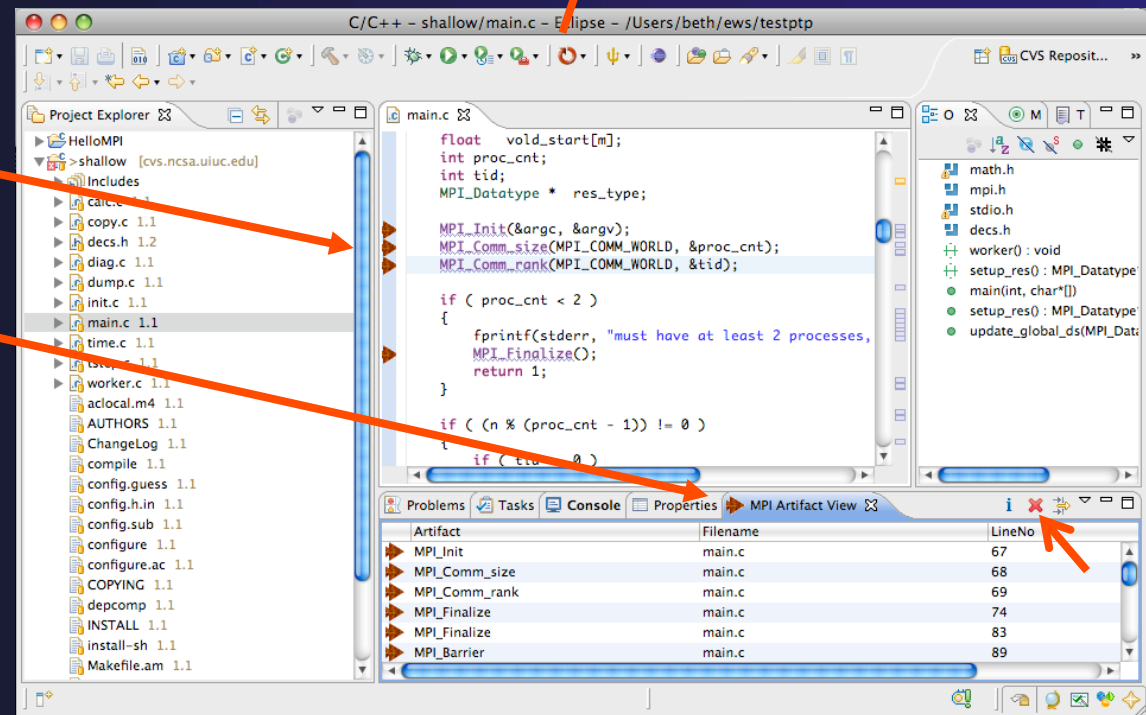 C/C++ – shallow/main.c – Eclipse – /Users/beth/ews/testptp
CVS Reposit... »
Project Explorer
HelloMPI
>shallow [cvs.ncsa.uiuc.edu]
Includes
calc.c 1.1
copy.c 1.1
decs.h 1.2
diag.c 1.1
dump.c 1.1
init.c 1.1
main.c 1.1
time.c 1.1
tstep.c 1.1
worker.c 1.1
aclocal.m4 1.1
AUTHORS 1.1
ChangeLog 1.1
compile 1.1
config.guess 1.1
config.h.in 1.1
config.sub 1.1
configure 1.1
configure.ac 1.1
COPYING 1.1
depcomp 1.1
INSTALL 1.1
install-sh 1.1
Makefile.am 1.1
main.c
float vold_start[m];
int proc_cnt;
int tid;
MPI_Datatype * res_type;
MPI_Init(&argc, &argv);
MPI_Comm_size(MPI_COMM_WORLD, &proc_cnt);
MPI_Comm_rank(MPI_COMM_WORLD, &tid);
if ( proc_cnt < 2 )
{
fprintf(stderr, "must have at least 2 processes,
MPI_Finalize();
return 1;
}
if ( (n % (proc_cnt - 1)) != 0 )
{
if ( tid 0 )
O M T
math.h
mpi.h
stdio.h
decs.h
worker() : void
setup_res() : MPI_Datatype
main(int, char*[])
setup_res() : MPI_Datatype
update_global_ds(MPI_Data
Problems Tasks Console Properties MPI Artifact View
Artifact Filename LineNo
MPI_Init main.c 67
MPI_Comm_size main.c 68
MPI_Comm_rank main.c 69
MPI_Finalize main.c 74
MPI_Finalize main.c 83
MPI_Barrier main.c 89